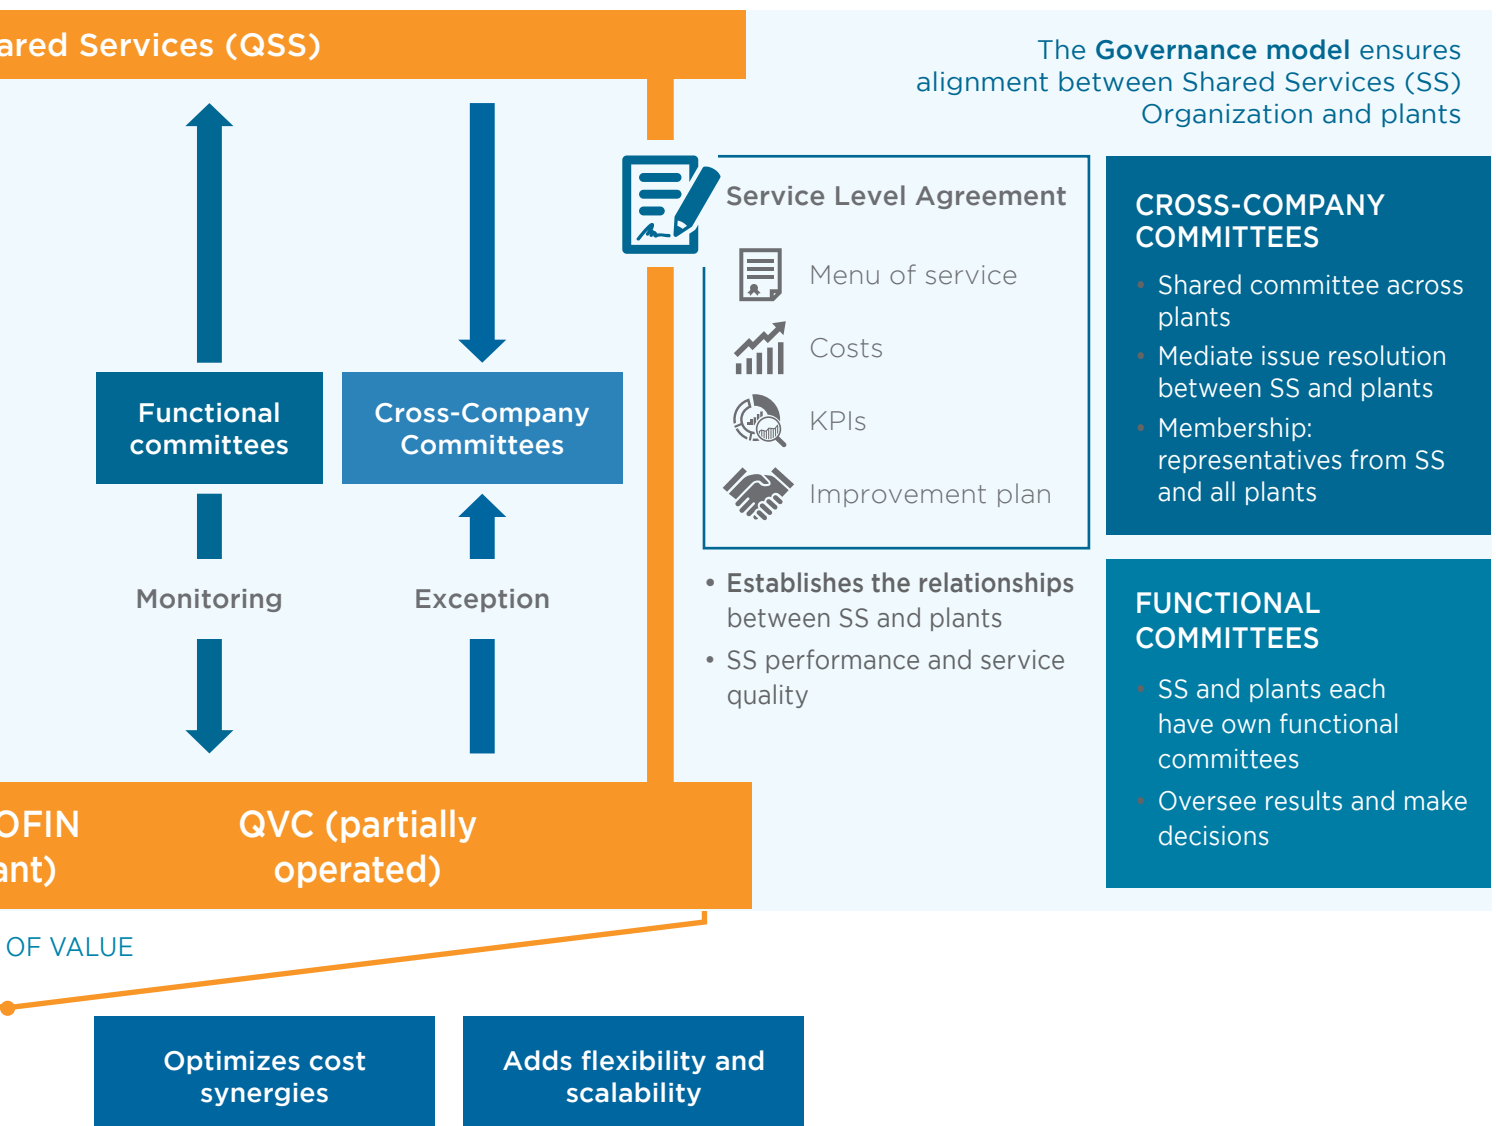 ared Services (QSS)
The Governance model ensures
alignment between Shared Services (SS)
Organization and plants
Functional
committees
Cross-Company
Committees
Monitoring
Exception
Service Level Agreement
Menu of service
Costs
KPIs
Improvement plan
• Establishes the relationships
between SS and plants
• SS performance and service
quality
CROSS-COMPANY
COMMITTEES
• Shared committee across
plants
• Mediate issue resolution
between SS and plants
• Membership:
representatives from SS
and all plants
FUNCTIONAL
COMMITTEES
• SS and plants each
have own functional
committees
• Oversee results and make
decisions
OFIN
ant)
QVC (partially
operated)
OF VALUE
Optimizes cost
synergies
Adds flexibility and
scalability